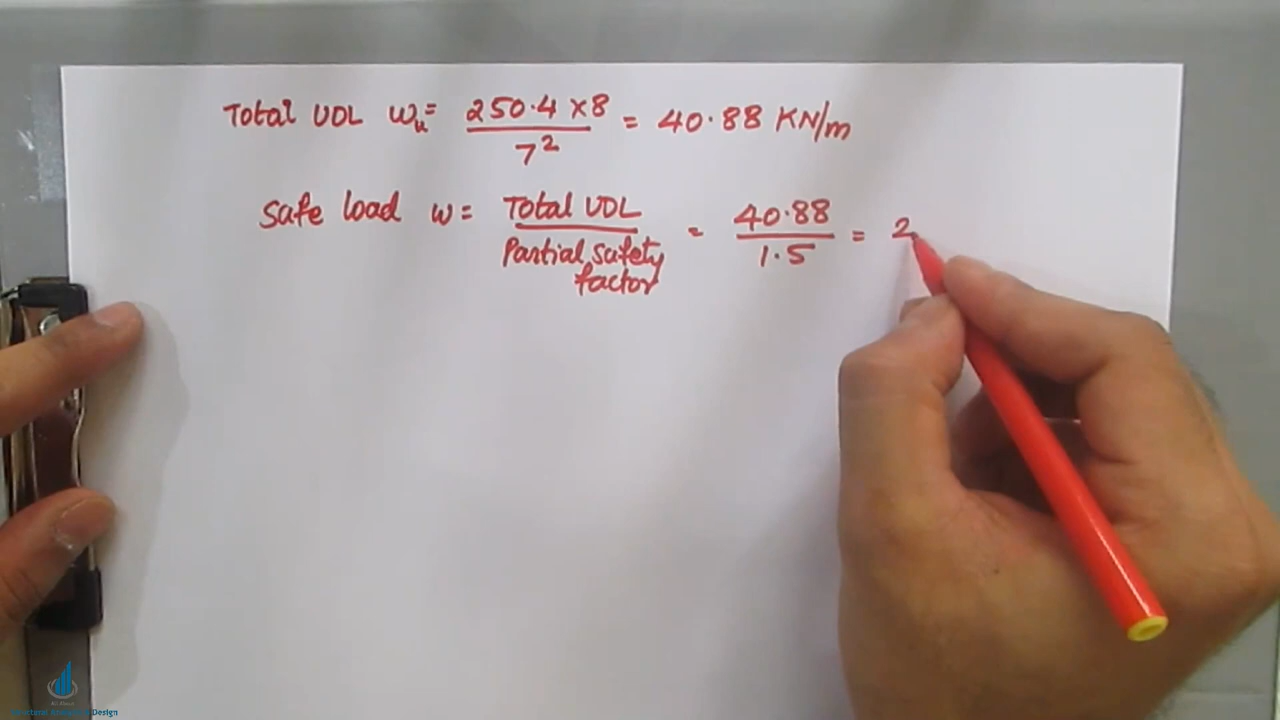 Total UDL Wu = 250.4 x 8 / 7² = 40.88 KN/m
Safe load w = Total UDL / Partial safety factor = 40.88 / 1.5 = 2
Design